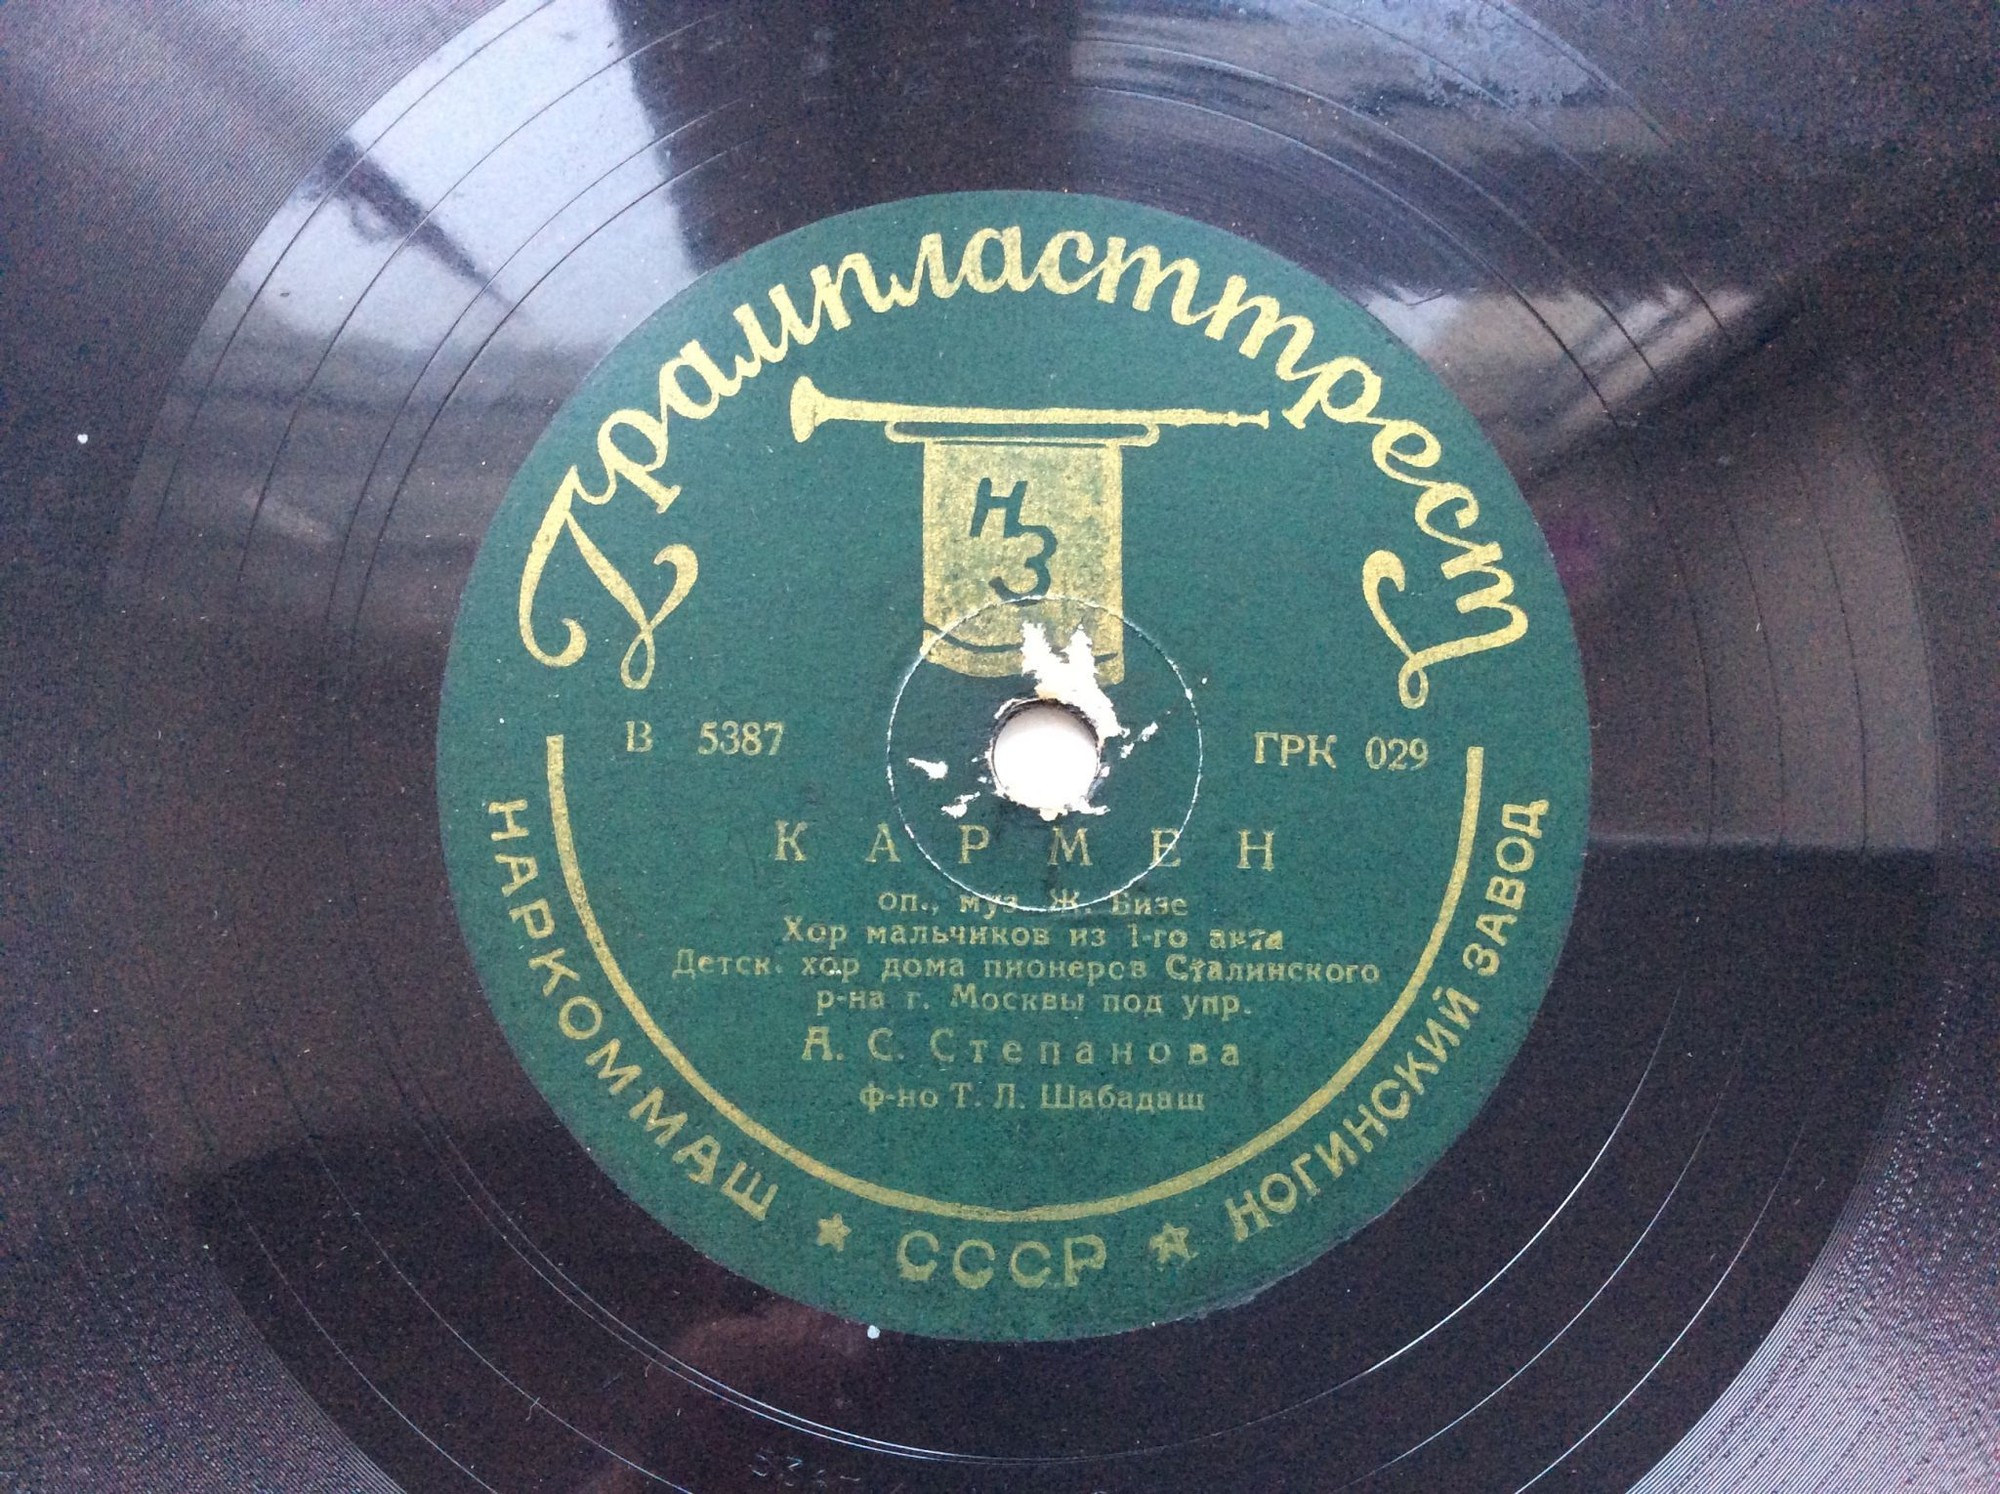 Грампласттрест
НЗ
В 5387
ГРК 029
КАРМЕН
оп., муз. Ж. Бизе
Хор мальчиков из 1-го акта
Детск. хор дома пионеров Сталинского
р-на г. Москвы под упр.
А. С. Степанова
ф-но Т. Л. Шабадаш
НАРКОММАШ ★ СССР ★ НОГИНСКИЙ ЗАВОД